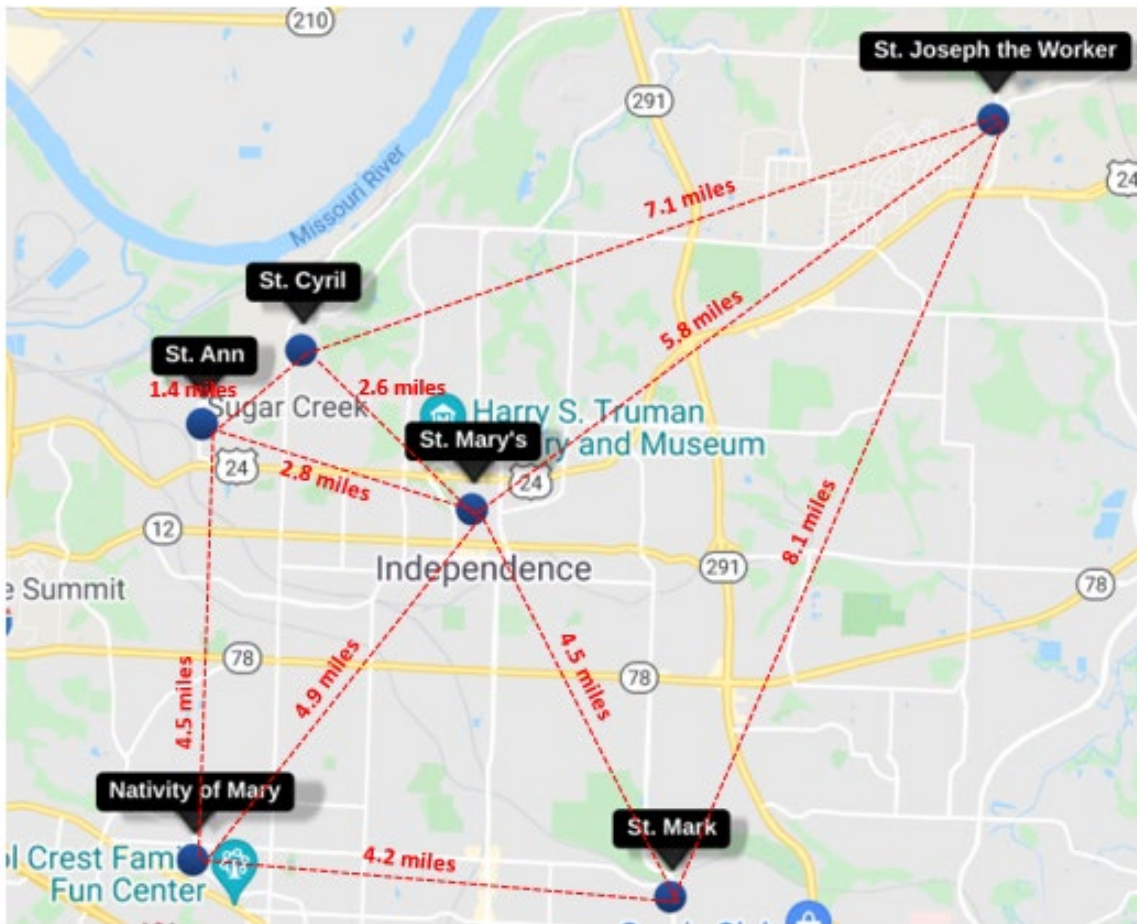 210
St. Joseph the Worker
291
24
Missouri River
7.1 miles
St. Cyril
5.8 miles
St. Ann
1.4 miles
2.6 miles
Sugar Creek
Harry S. Truman
St. Mary's
and Museum
24
24
2.8 miles
12
8.1 miles
Independence
291
78
Summit
4.5 miles
4.9 miles
4.5 miles
78
78
Nativity of Mary
St. Mark
4.2 miles
Fun Center